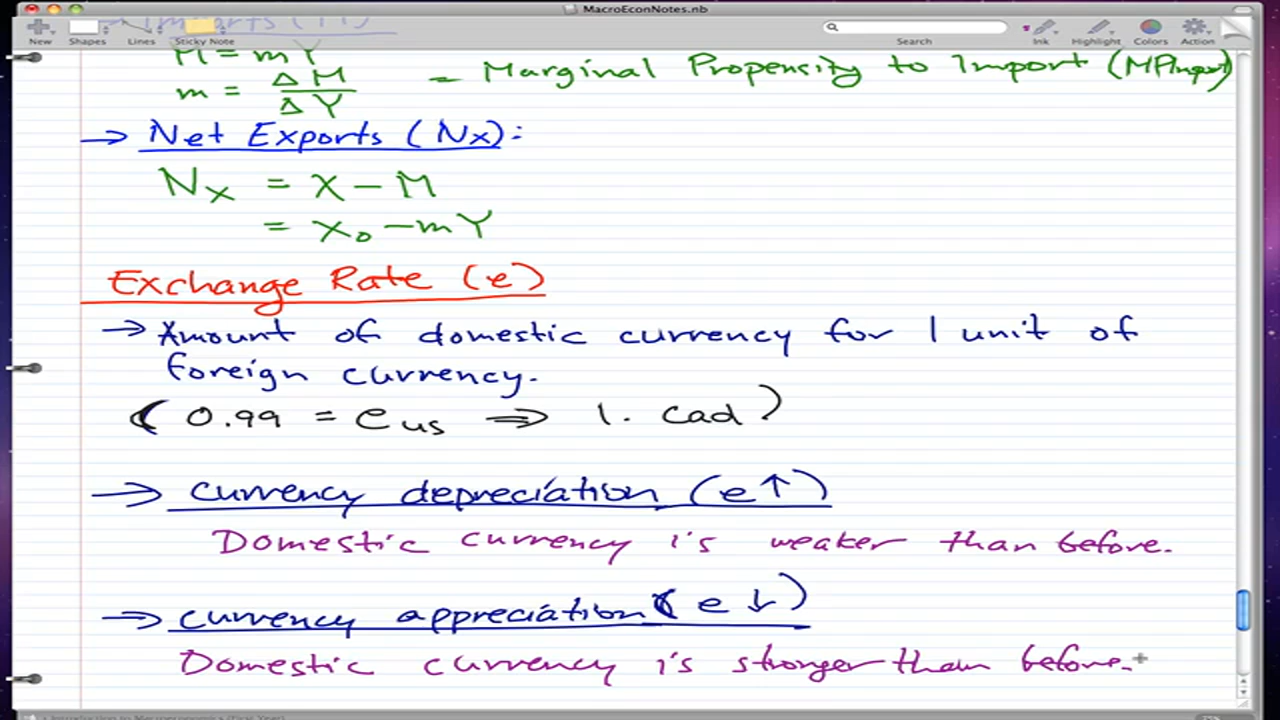 MacroEconNotes.nb
New Shapes Lines Sticky Note Search Ink Highlight Colors Action
M = mY
m = ΔM / ΔY = Marginal Propensity to Import (MPImport)
→ Net Exports (Nx):
Nx = X - M
= X₀ - mY
Exchange Rate (e)
→ Amount of domestic currency for 1 unit of
foreign currency.
(0.99 = e us ⇒ 1. cad)
→ currency depreciation (e↑)
Domestic currency is weaker than before.
→ currency appreciation (e↓)
Domestic currency is stronger than before.